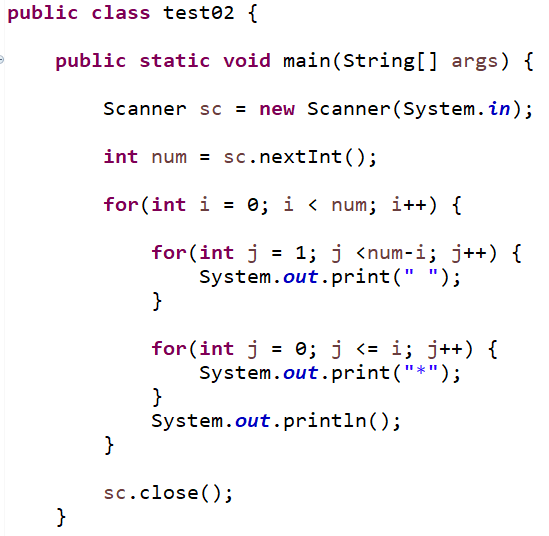 public class test02 {
public static void main(String[] args) {
Scanner sc = new Scanner(System.in);
int num = sc.nextInt();
for(int i = 0; i < num; i++) {
for(int j = 1; j <num-i; j++) {
System.out.print(" ");
}
for(int j = 0; j <= i; j++) {
System.out.print("*");
}
System.out.println();
}
sc.close();
}